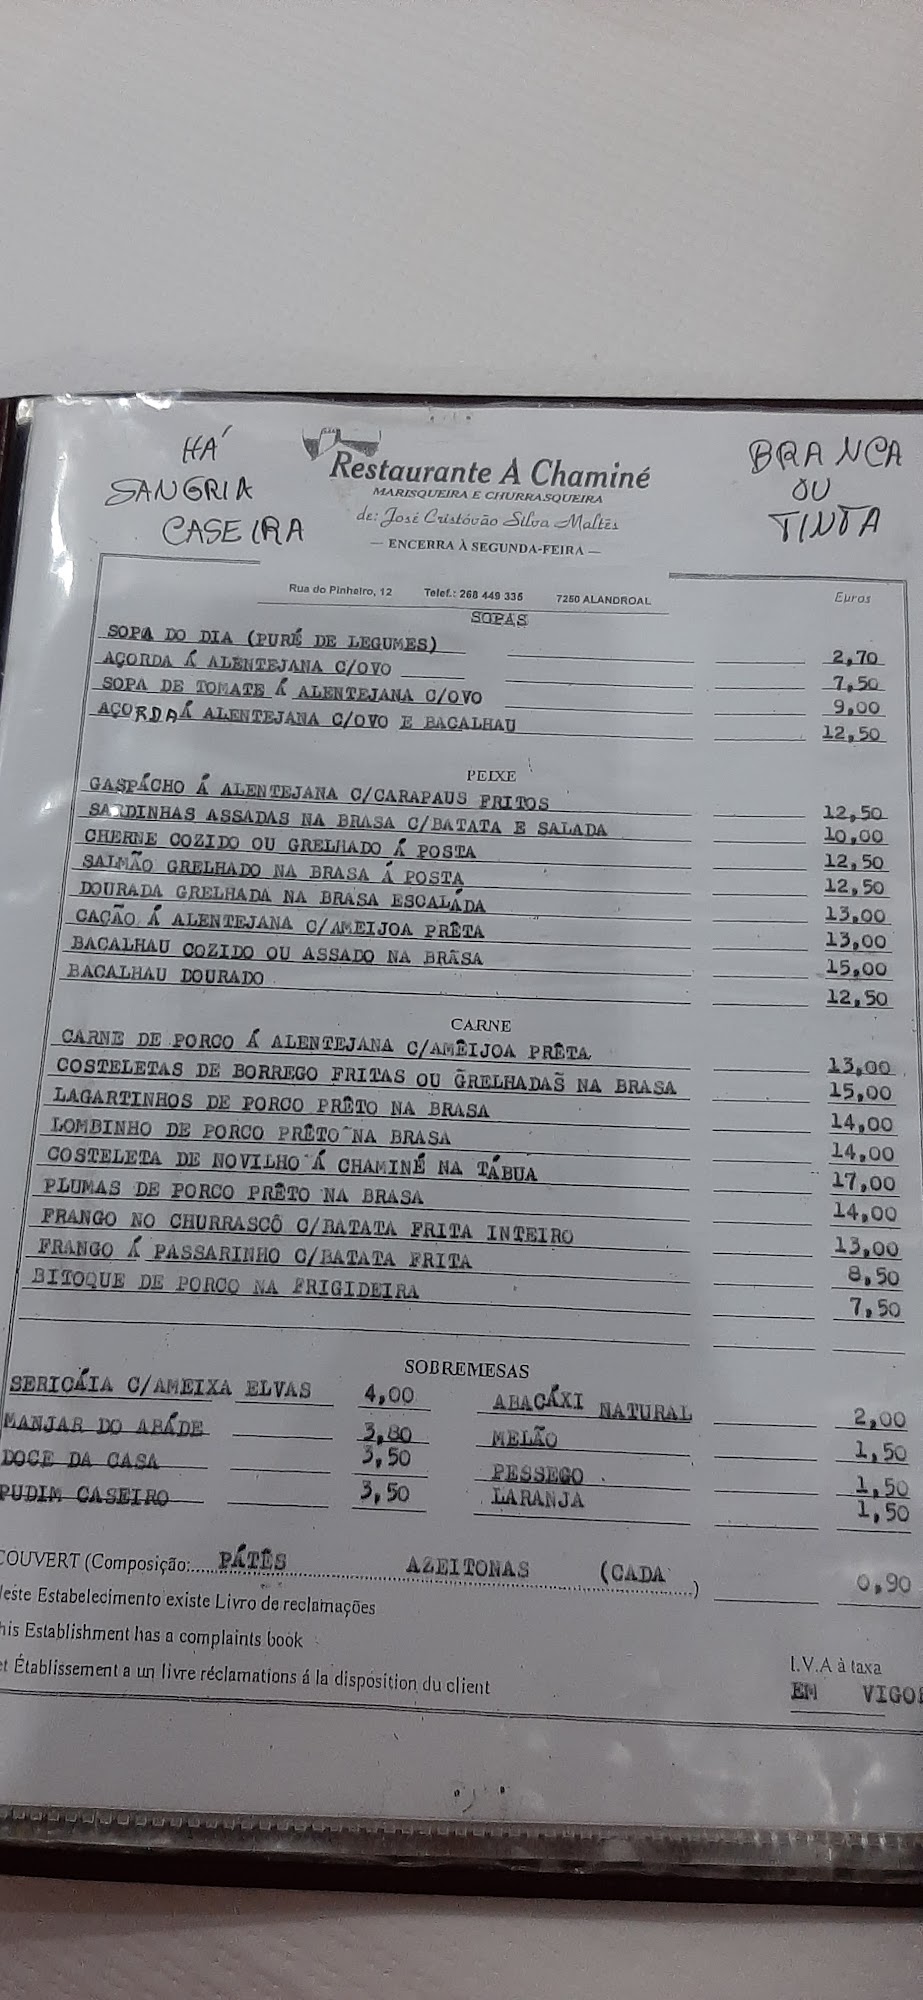 HÁ
SANGRIA
CASEIRA
Restaurante A Chaminé
MARISQUEIRA E CHURRASQUEIRA
de: José Cristóvão Silva Maltês
— ENCERRA À SEGUNDA-FEIRA —
BRANCA
OU
TINTA
Rua do Pinheiro, 12 Telef.: 268 449 335 7250 ALANDROAL
Euros
SOPAS
SOPA DO DIA (PURÉ DE LEGUMES) 2,70
AÇORDA Á ALENTEJANA C/OVO 7,50
SOPA DE TOMATE Á ALENTEJANA C/OVO 9,00
AÇORDA Á ALENTEJANA C/OVO E BACALHAU 12,50
PEIXE
GASPÁCHO Á ALENTEJANA C/CARAPAUS FRITOS 12,50
SARDINHAS ASSADAS NA BRASA C/BATATA E SALADA 10,00
CHERNE COZIDO OU GRELHADO Á POSTA 12,50
SALMÃO GRELHADO NA BRASA Á POSTA 12,50
DOURADA GRELHADA NA BRASA ESCALÁDA 13,00
CAÇÃO Á ALENTEJANA C/AMEIJOA PRÊTA 13,00
BACALHAU COZIDO OU ASSADO NA BRÃSA 15,00
BACALHAU DOURADO 12,50
CARNE
CARNE DE PORCO Á ALENTEJANA C/AMÊIJOA PRÊTA 13,00
COSTELETAS DE BORREGO FRITAS OU GRELHADAS NA BRASA 15,00
LAGARTINHOS DE PORCO PRÊTO NA BRASA 14,00
LOMBINHO DE PORCO PRÊTO NA BRASA 14,00
COSTELETA DE NOVILHO Á CHAMINÉ NA TÁBUA 17,00
PLUMAS DE PORCO PRÊTO NA BRASA 14,00
FRANGO NO CHURRASCÔ C/BATATA FRITA INTEIRO 13,00
FRANGO Á PASSARINHO C/BATATA FRITA 8,50
BITOQUE DE PORCO NA FRIGIDEIRA 7,50
SOBREMESAS
SERICÁIA C/AMEIXA ELVAS 4,00 ABACÁXI NATURAL 2,00
MANJAR DO ABÁDE 3,80 MELÃO 1,50
DOCE DA CASA 3,50 PESSEGO 1,50
PUDIM CASEIRO 3,50 LARANJA 1,50
COUVERT (Composição:.....PÁTÊS AZEITONAS (CADA .....) 0,90
Neste Estabelecimento existe Livro de reclamações
his Establishment has a complaints book
et Établissement a un livre réclamations á la disposition du client
I.V.A à taxa
EM VIGOR